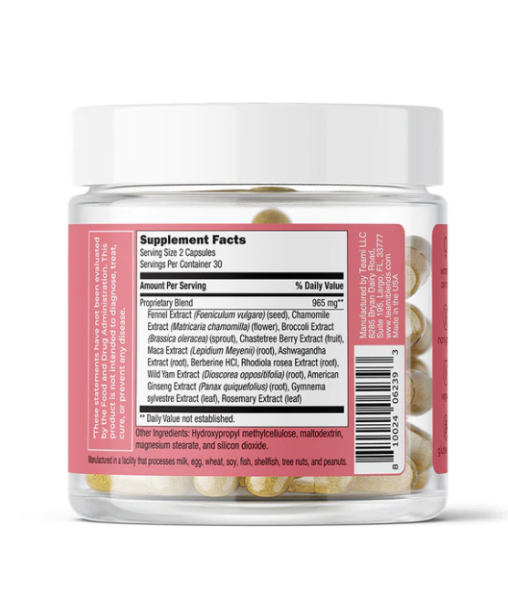 *These statements have not been evaluated
by the Food and Drug Administration. This
product is not intended to diagnose, treat,
cure, or prevent any disease.
Supplement Facts
Serving Size 2 Capsules
Servings Per Container 30
Amount Per Serving % Daily Value
Proprietary Blend 965 mg**
Fennel Extract (Foeniculum vulgare) (seed), Chamomile
Extract (Matricaria chamomilla) (flower), Broccoli Extract
(Brassica oleracea) (sprout), Chastetree Berry Extract (fruit),
Maca Extract (Lepidium Meyenii) (root), Ashwagandha
Extract (root), Berberine HCl, Rhodiola rosea Extract (root),
Wild Yam Extract (Dioscorea oppositifolia) (root), American
Ginseng Extract (Panax quiquefolius) (root), Gymnema
sylvestre Extract (leaf), Rosemary Extract (leaf)
** Daily Value not established.
Other Ingredients: Hydroxypropyl methylcellulose, maltodextrin,
magnesium stearate, and silicon dioxide.
Manufactured in a facility that processes milk, egg, wheat, soy, fish, shellfish, tree nuts, and peanuts.
Manufactured by Teami LLC
8285 Bryan Dairy Road,
Suite 198, Largo, FL, 33777
www.teamiblends.com
Made in the USA
8 10024 06239 3